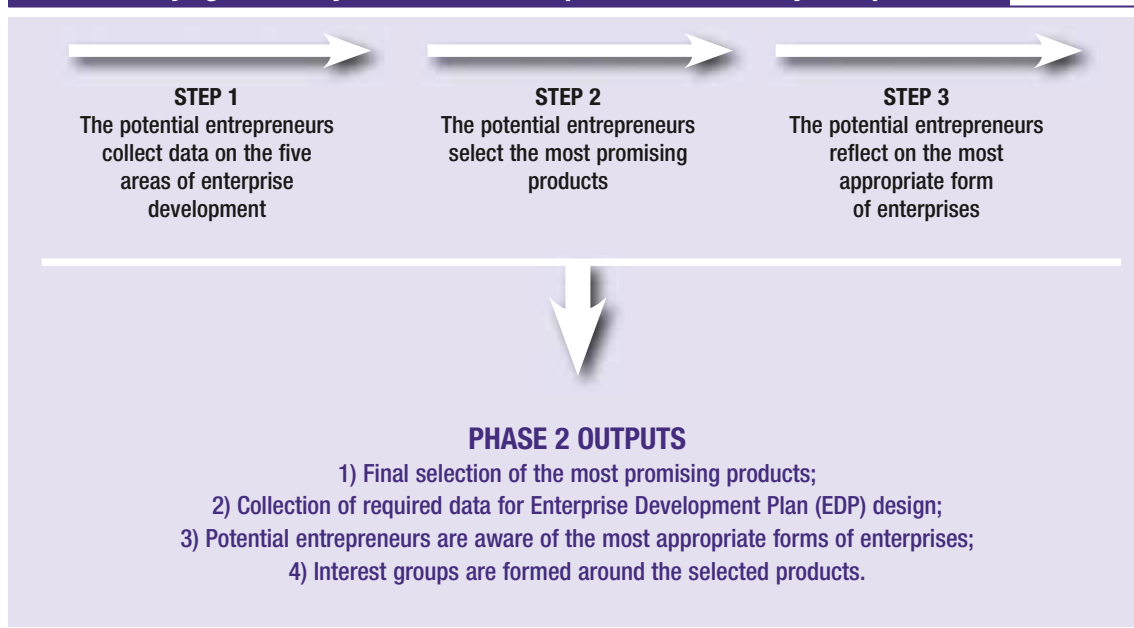 STEP 1
The potential entrepreneurs
collect data on the five
areas of enterprise
development
STEP 2
The potential entrepreneurs
select the most promising
products
STEP 3
The potential entrepreneurs
reflect on the most
appropriate form
of enterprises
PHASE 2 OUTPUTS
1) Final selection of the most promising products;
2) Collection of required data for Enterprise Development Plan (EDP) design;
3) Potential entrepreneurs are aware of the most appropriate forms of enterprises;
4) Interest groups are formed around the selected products.